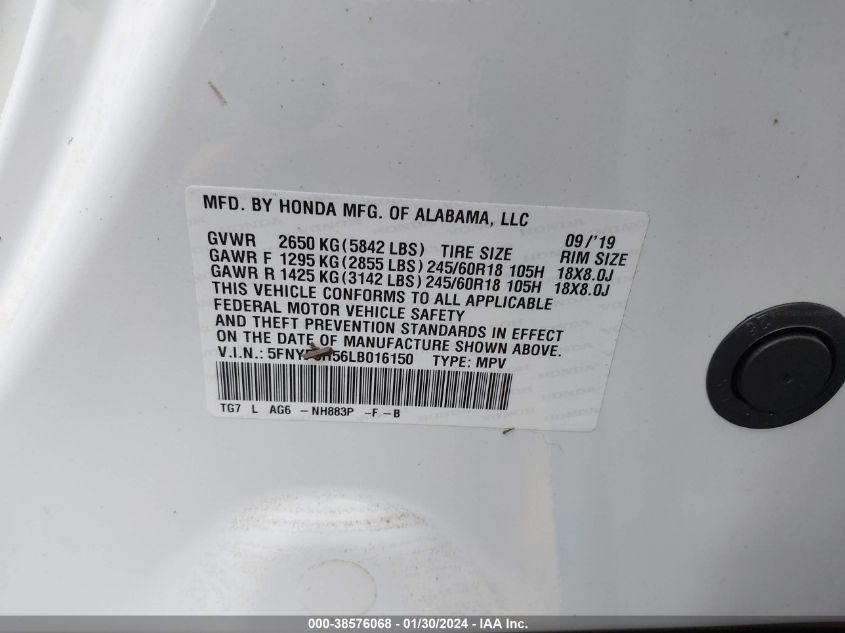 MFD. BY HONDA MFG. OF ALABAMA, LLC
09/'19
GVWR 2650 KG(5842 LBS) TIRE SIZE RIM SIZE
GAWR F 1295 KG(2855 LBS) 245/60R18 105H 18X8.0J
GAWR R 1425 KG(3142 LBS) 245/60R18 105H 18X8.0J
THIS VEHICLE CONFORMS TO ALL APPLICABLE
FEDERAL MOTOR VEHICLE SAFETY
AND THEFT PREVENTION STANDARDS IN EFFECT
ON THE DATE OF MANUFACTURE SHOWN ABOVE.
V.I.N.: TYPE: MPV
TG7 L AG6 -NH883P -F-B
000-38576068 - 01/30/2024 - IAA Inc.